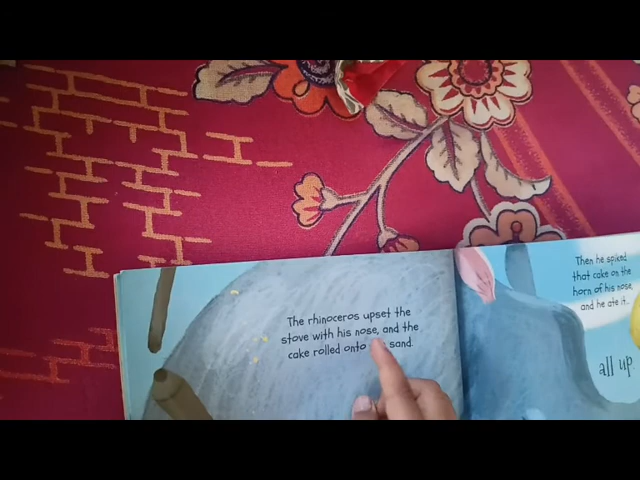 The rhinoceros upset the
stove with his nose, and the
cake rolled onto sand.
Then he spiked
that cake on the
horn of his nose,
and he ate it...
all up.